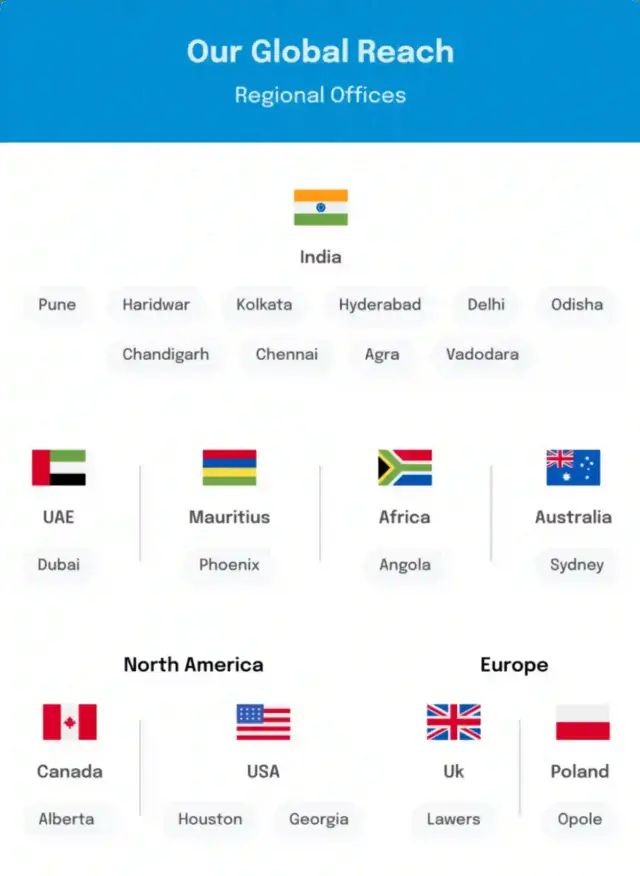 Our Global Reach
Regional Offices
India
Pune Haridwar Kolkata Hyderabad Delhi Odisha
Chandigarh Chennai Agra Vadodara
UAE Mauritius Africa Australia
Dubai Phoenix Angola Sydney
North America Europe
Canada USA Uk Poland
Alberta Houston Georgia Lawers Opole